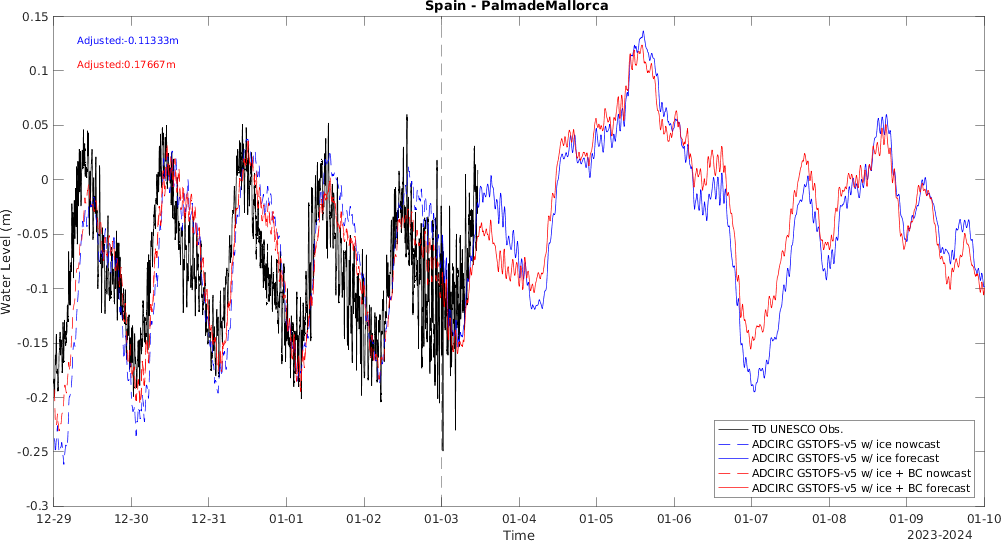 Spain - PalmadeMallorca
Adjusted:-0.11333m
Adjusted:0.17667m
0.15
0.1
0.05
0
-0.05
-0.1
-0.15
-0.2
-0.25
-0.3
Water Level (m)
TD UNESCO Obs.
ADCIRC GSTOFS-v5 w/ ice nowcast
ADCIRC GSTOFS-v5 w/ ice forecast
ADCIRC GSTOFS-v5 w/ ice + BC nowcast
ADCIRC GSTOFS-v5 w/ ice + BC forecast
12-29 12-30 12-31 01-01 01-02 01-03 01-04 01-05 01-06 01-07 01-08 01-09 01-10
Time
2023-2024